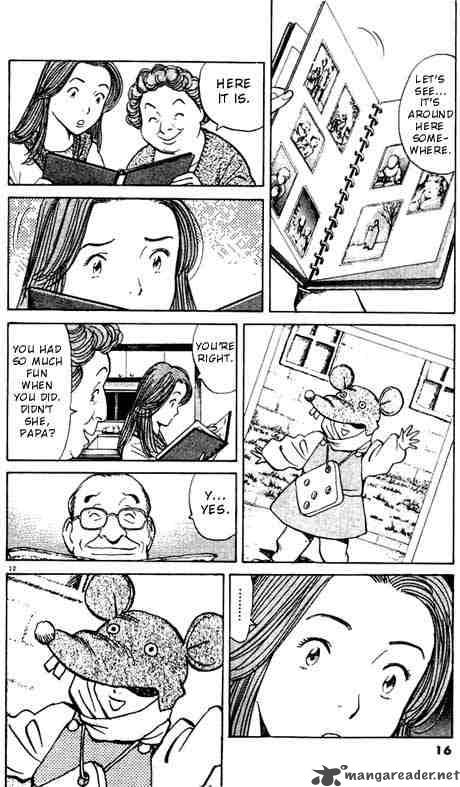 LET'S
SEE...
IT'S
AROUND
HERE
SOME-
WHERE.
HERE
IT IS.
YOU'RE
RIGHT.
YOU HAD
SO MUCH
FUN
WHEN
YOU DID.
DIDN'T
SHE,
PAPA?
Y...
YES.
........
16
mangareader.net